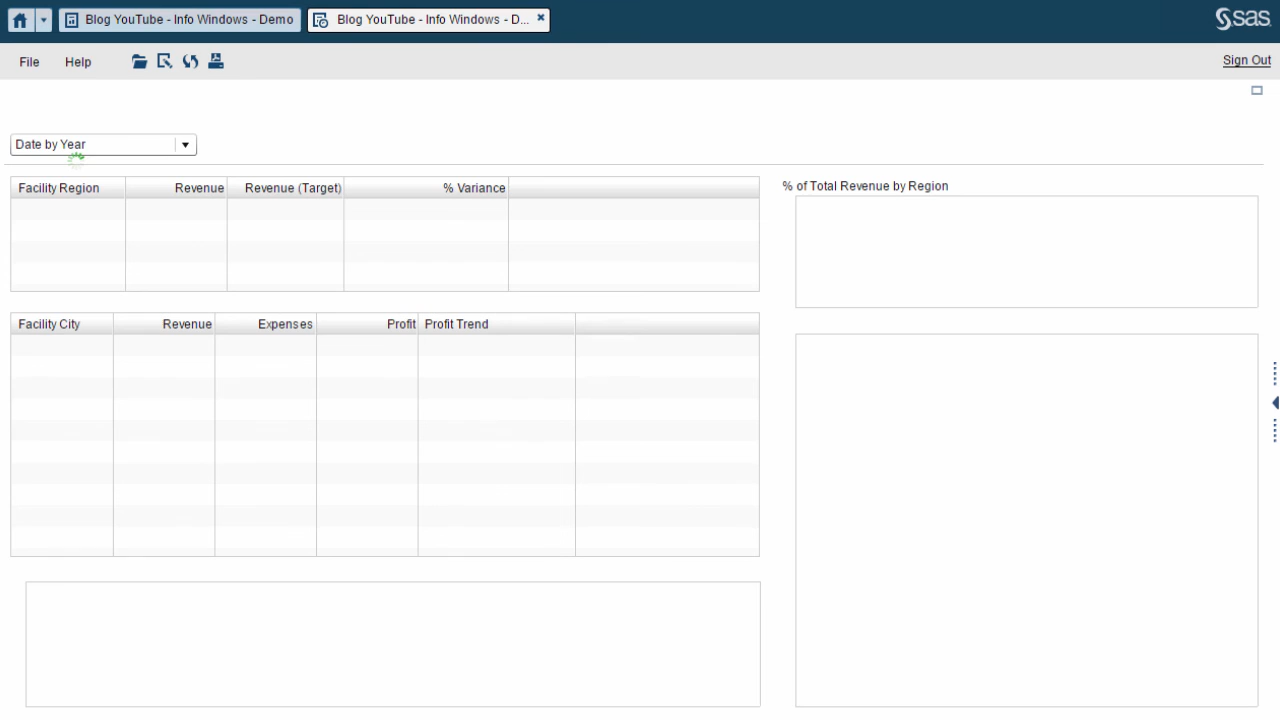 Blog YouTube - Info Windows - Demo
Blog YouTube - Info Windows - D...
sas
File
Help
Sign Out
Date by Year
Facility Region Revenue Revenue (Target) % Variance
% of Total Revenue by Region
Facility City Revenue Expenses Profit Profit Trend